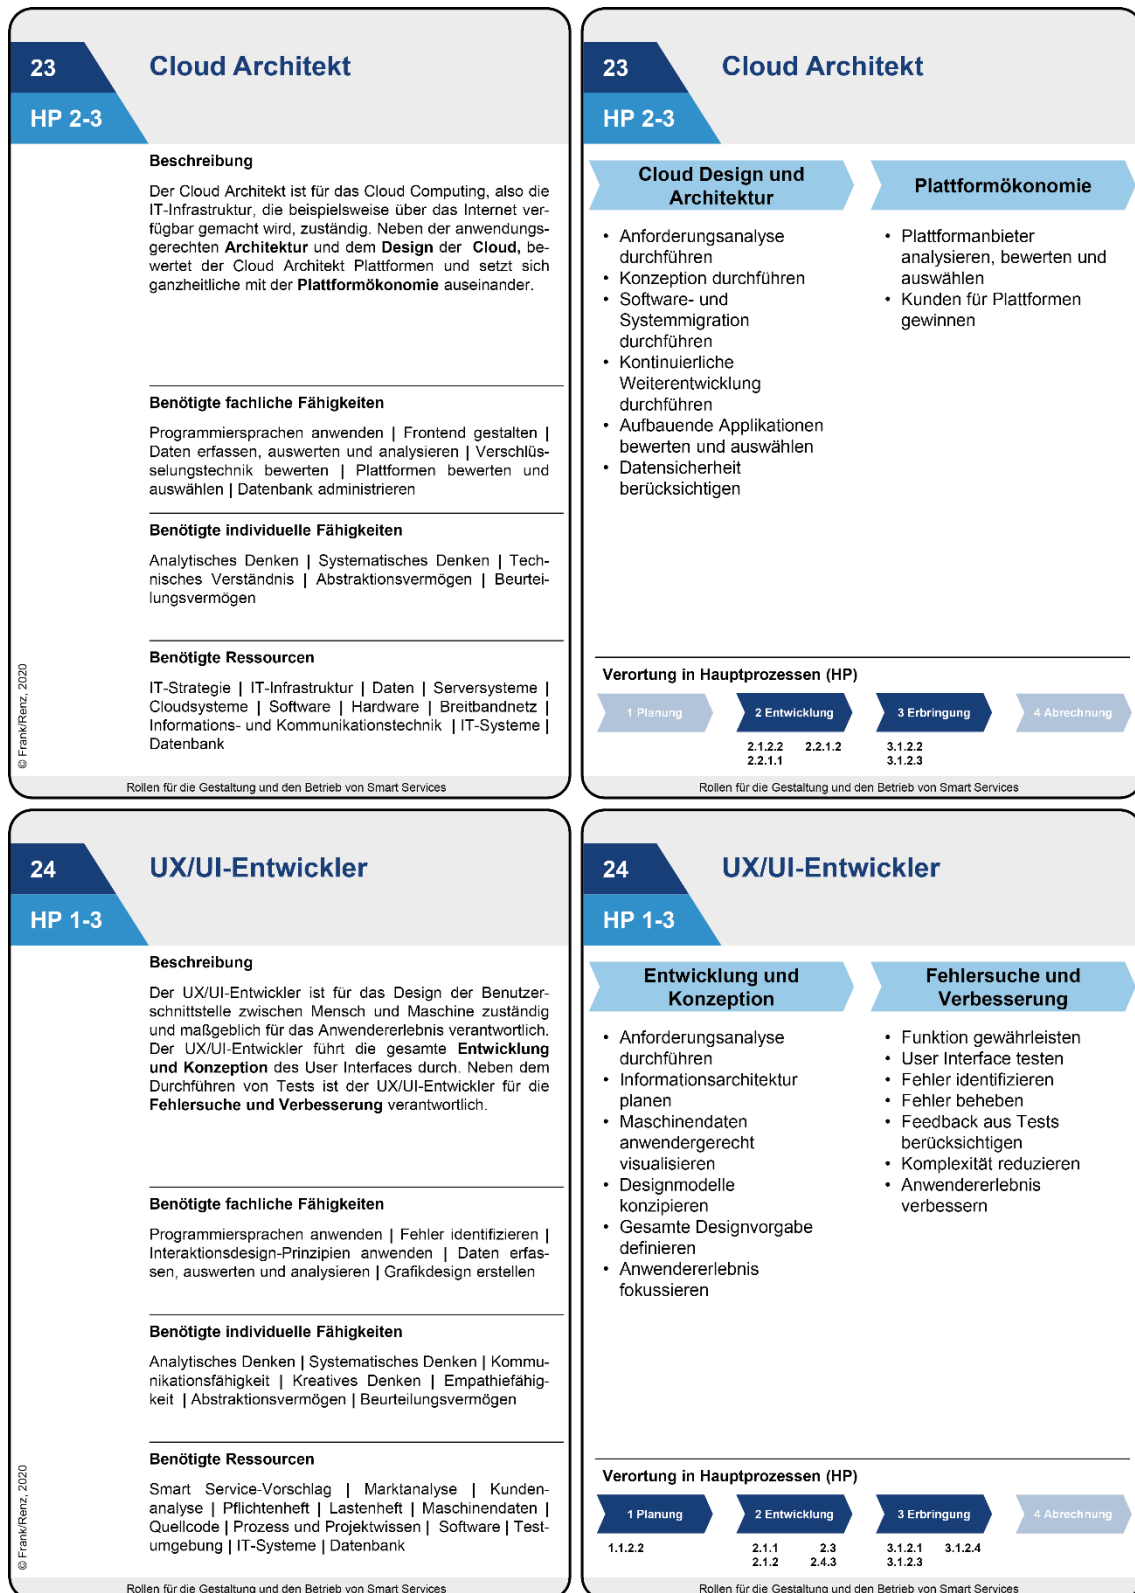 23
Cloud Architekt
HP 2-3
Beschreibung
Der Cloud Architekt ist für das Cloud Computing, also die
IT-Infrastruktur, die beispielsweise über das Internet ver-
fügbar gemacht wird, zuständig. Neben der anwendungs-
gerechten Architektur und dem Design der Cloud, be-
wertet der Cloud Architekt Plattformen und setzt sich
ganzheitliche mit der Plattformökonomie auseinander.
Benötigte fachliche Fähigkeiten
Programmiersprachen anwenden | Frontend gestalten |
Daten erfassen, auswerten und analysieren | Verschlüs-
selungstechnik bewerten | Plattformen bewerten und
auswählen | Datenbank administrieren
Benötigte individuelle Fähigkeiten
Analytisches Denken | Systematisches Denken | Tech-
nisches Verständnis | Abstraktionsvermögen | Beurtei-
lungsvermögen
Benötigte Ressourcen
IT-Strategie | IT-Infrastruktur | Daten | Serversysteme |
Cloudsysteme | Software | Hardware | Breitbandnetz |
Informations- und Kommunikationstechnik | IT-Systeme |
Datenbank
© Frank/Renz, 2020
Rollen für die Gestaltung und den Betrieb von Smart Services
23
Cloud Architekt
HP 2-3
Cloud Design und
Architektur
• Anforderungsanalyse
durchführen
• Konzeption durchführen
• Software- und
Systemmigration
durchführen
• Kontinuierliche
Weiterentwicklung
durchführen
• Aufbauende Applikationen
bewerten und auswählen
• Datensicherheit
berücksichtigen
Plattformökonomie
• Plattformanbieter
analysieren, bewerten und
auswählen
• Kunden für Plattformen
gewinnen
Verortung in Hauptprozessen (HP)
1 Planung
2 Entwicklung
3 Erbringung
4 Abrechnung
2.1.2.2 2.2.1.2 3.1.2.2
2.2.1.1 3.1.2.3
Rollen für die Gestaltung und den Betrieb von Smart Services
24
UX/UI-Entwickler
HP 1-3
Beschreibung
Der UX/UI-Entwickler ist für das Design der Benutzer-
schnittstelle zwischen Mensch und Maschine zuständig
und maßgeblich für das Anwendererlebnis verantwortlich.
Der UX/UI-Entwickler führt die gesamte Entwicklung
und Konzeption des User Interfaces durch. Neben dem
Durchführen von Tests ist der UX/UI-Entwickler für die
Fehlersuche und Verbesserung verantwortlich.
Benötigte fachliche Fähigkeiten
Programmiersprachen anwenden | Fehler identifizieren |
Interaktionsdesign-Prinzipien anwenden | Daten erfas-
sen, auswerten und analysieren | Grafikdesign erstellen
Benötigte individuelle Fähigkeiten
Analytisches Denken | Systematisches Denken | Kommu-
nikationsfähigkeit | Kreatives Denken | Empathiefähig-
keit | Abstraktionsvermögen | Beurteilungsvermögen
Benötigte Ressourcen
Smart Service-Vorschlag | Marktanalyse | Kunden-
analyse | Pflichtenheft | Lastenheft | Maschinendaten |
Quellcode | Prozess und Projektwissen | Software | Test-
umgebung | IT-Systeme | Datenbank
© Frank/Renz, 2020
Rollen für die Gestaltung und den Betrieb von Smart Services
24
UX/UI-Entwickler
HP 1-3
Entwicklung und
Konzeption
• Anforderungsanalyse
durchführen
• Informationsarchitektur
planen
• Maschinendaten
anwendergerecht
visualisieren
• Designmodelle
konzipieren
• Gesamte Designvorgabe
definieren
• Anwendererlebnis
fokussieren
Fehlersuche und
Verbesserung
• Funktion gewährleisten
• User Interface testen
• Fehler identifizieren
• Fehler beheben
• Feedback aus Tests
berücksichtigen
• Komplexität reduzieren
• Anwendererlebnis
verbessern
Verortung in Hauptprozessen (HP)
1 Planung
2 Entwicklung
3 Erbringung
4 Abrechnung
1.1.2.2 2.1.1 2.3 3.1.2.1 3.1.2.4
2.1.2 2.4.3 3.1.2.3
Rollen für die Gestaltung und den Betrieb von Smart Services